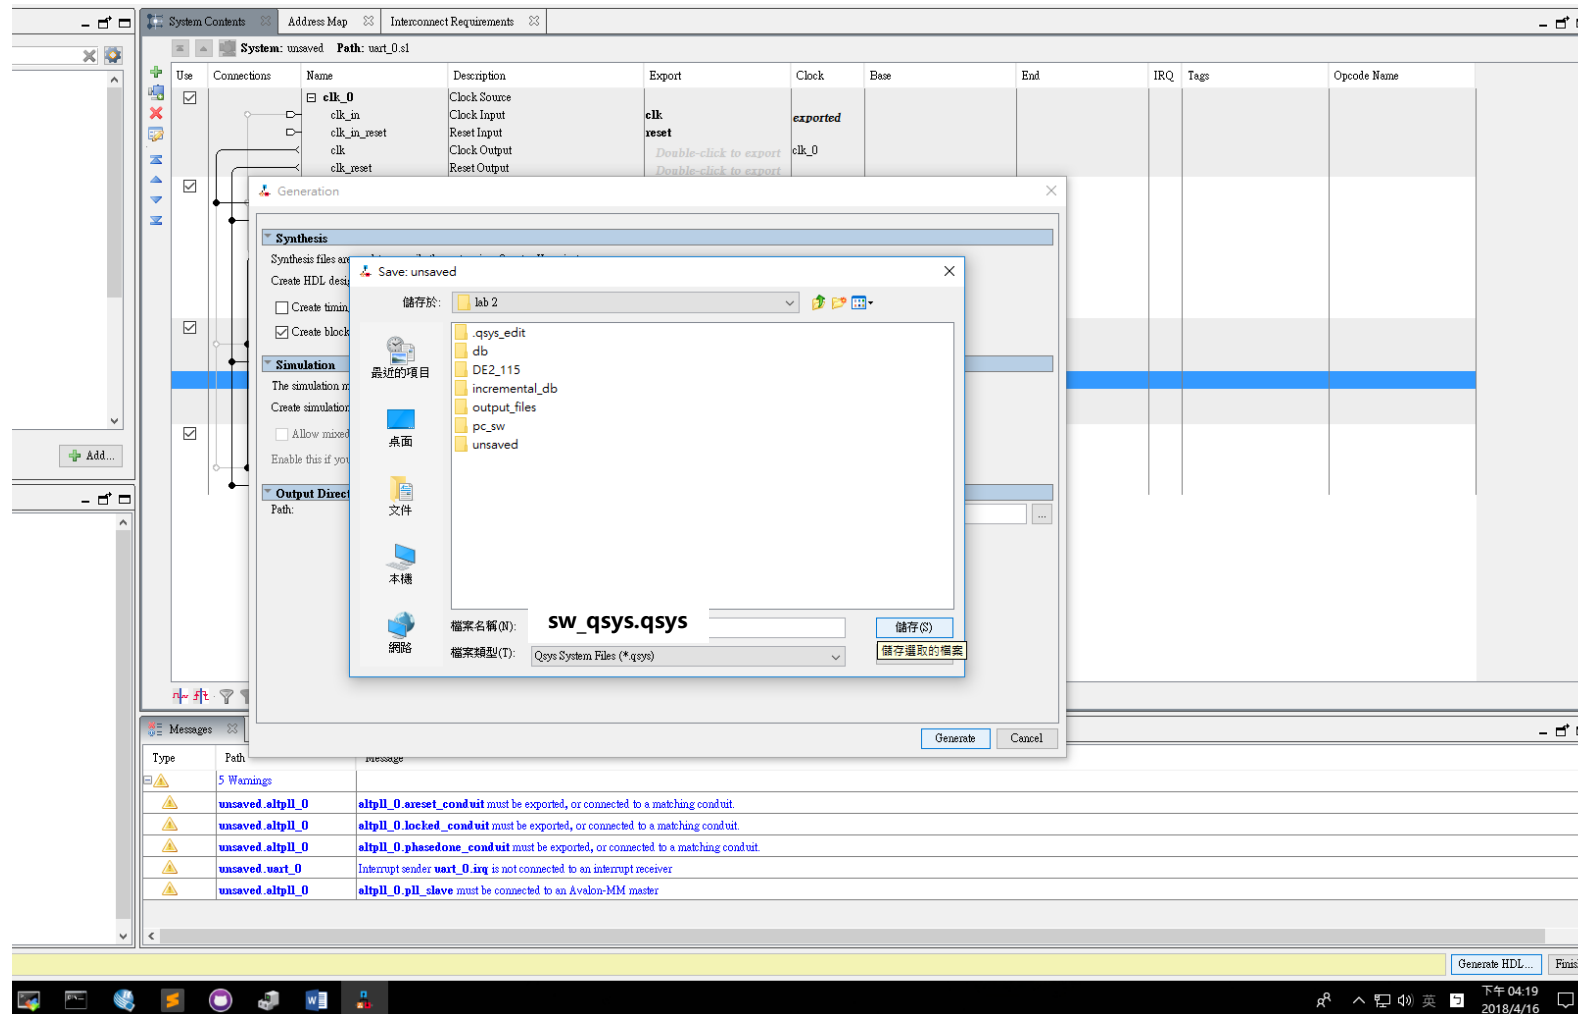 System Contents
Address Map
Interconnect Requirements
System: unsaved Path: uart_0.s1
Use Connections Name Description Export Clock Base End IRQ Tags Opcode Name
clk_0 Clock Source
clk_in Clock Input clk exported
clk_in_reset Reset Input reset
clk Clock Output Double-click to export clk_0
clk_reset Reset Output Double-click to export
Add...
Generation
Synthesis
Synthesis files are
Create HDL desi
Create timin
Create block
Simulation
The simulation m
Create simulation
Allow mixed
Enable this if you
Output Direct
Path:
...
Save: unsaved
儲存於: lab 2
最近的項目
桌面
文件
本機
網路
.qsys_edit
db
DE2_115
incremental_db
output_files
pc_sw
unsaved
檔案名稱(N): sw_qsys.qsys 儲存(S)
檔案類型(T): Qsys System Files (*.qsys)
儲存選取的檔案
Generate Cancel
Messages
Type Path Message
5 Warnings
unsaved.altpll_0 altpll_0.areset_conduit must be exported, or connected to a matching conduit.
unsaved.altpll_0 altpll_0.locked_conduit must be exported, or connected to a matching conduit.
unsaved.altpll_0 altpll_0.phasedone_conduit must be exported, or connected to a matching conduit.
unsaved.uart_0 Interrupt sender uart_0.irq is not connected to an interrupt receiver
unsaved.altpll_0 altpll_0.pll_slave must be connected to an Avalon-MM master
Generate HDL... Finis
英
下午 04:19
2018/4/16